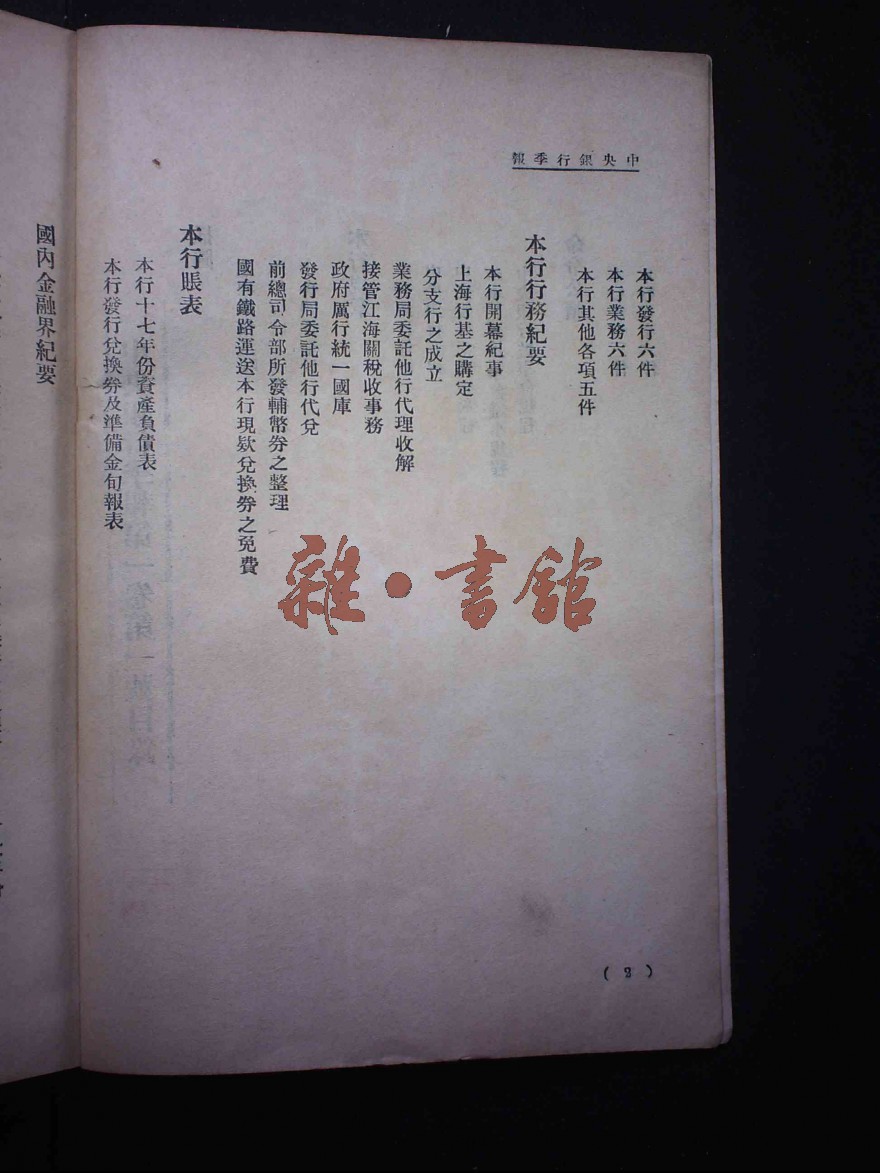 中央銀行季報
本行發行六件
本行業務六件
本行其他各項五件
本行行務紀要
本行開幕紀事
上海行基之購定
分支行之成立
業務局委託他行代理收解
接管江海關稅收事務
政府厲行統一國庫
發行局委託他行代兌
前總司令部所發輔幣券之整理
國有鐵路運送本行現欵兌換券之免費
本行賬表
本行十七年份資產負債表
本行發行兌換券及準備金旬報表
國內金融界紀要
(3)
雜·書館